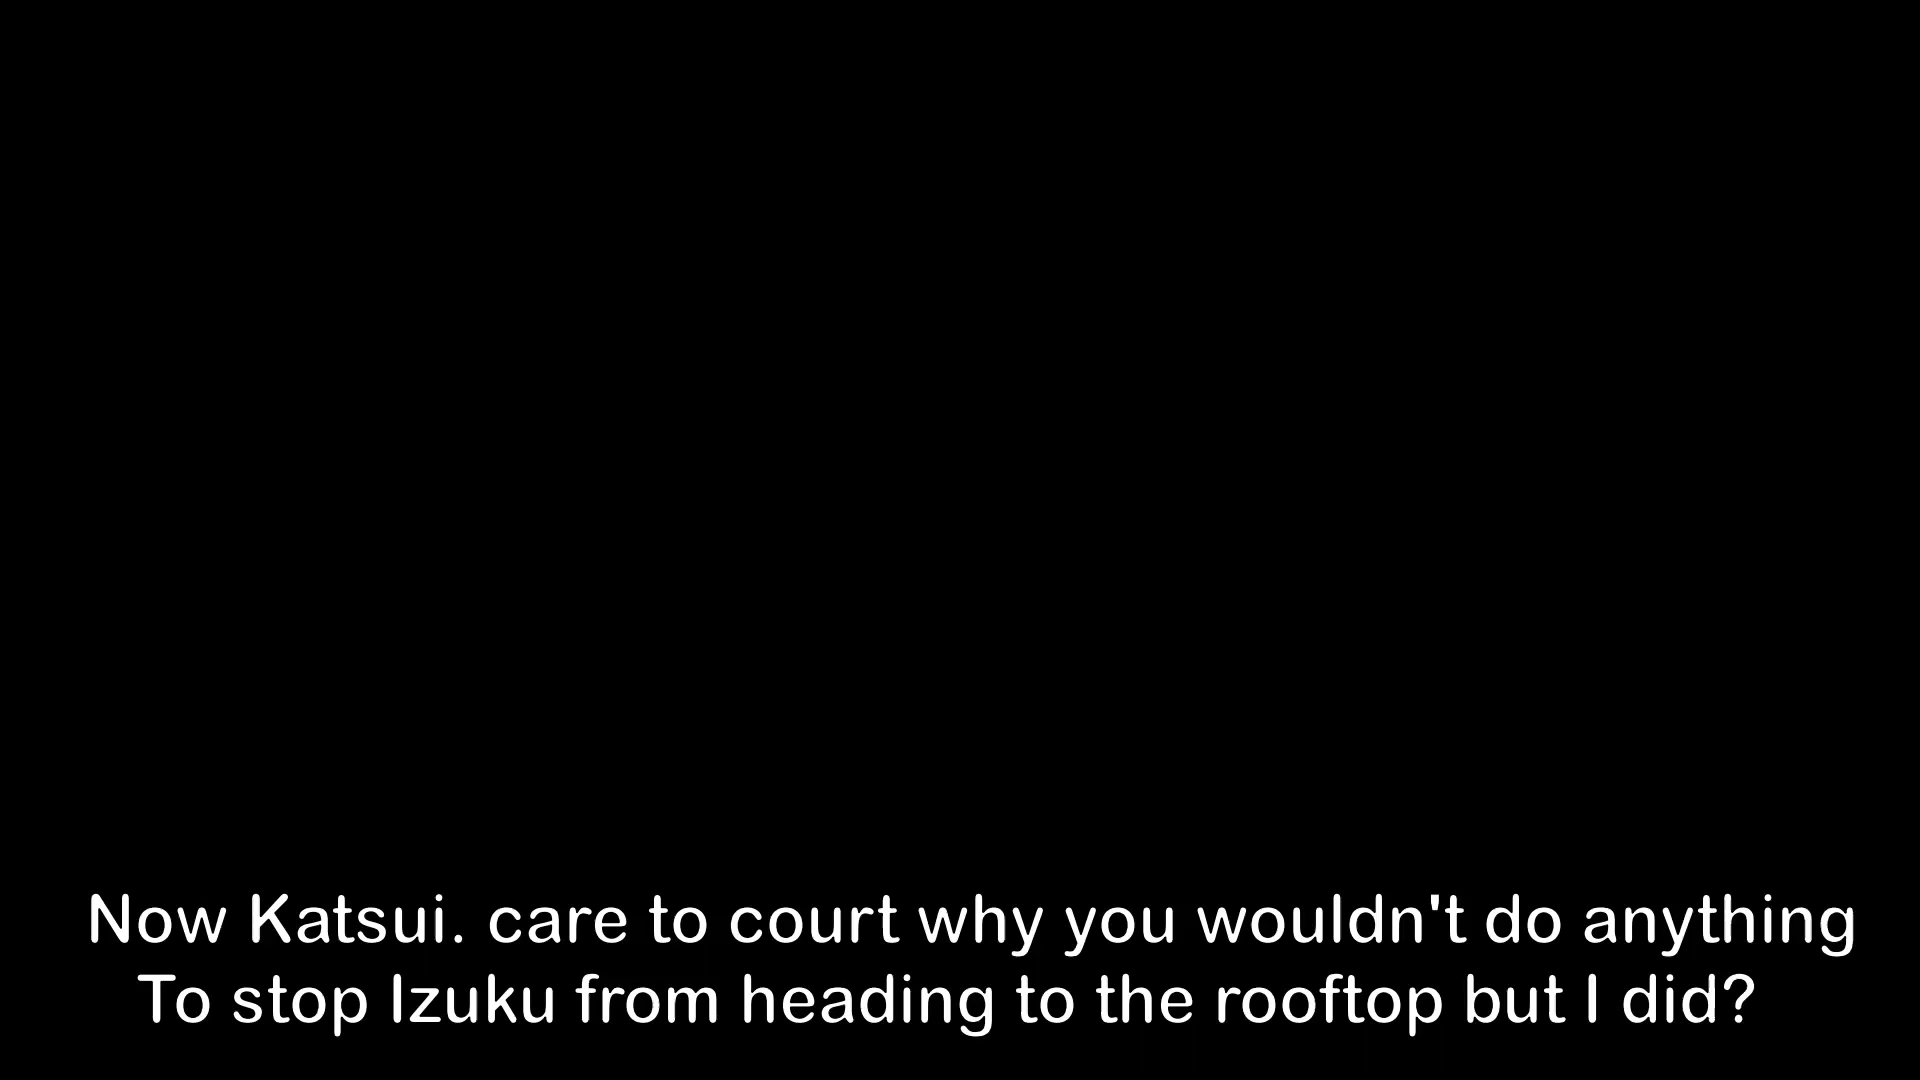 Now Katsui. care to court why you wouldn't do anything
To stop Izuku from heading to the rooftop but I did?